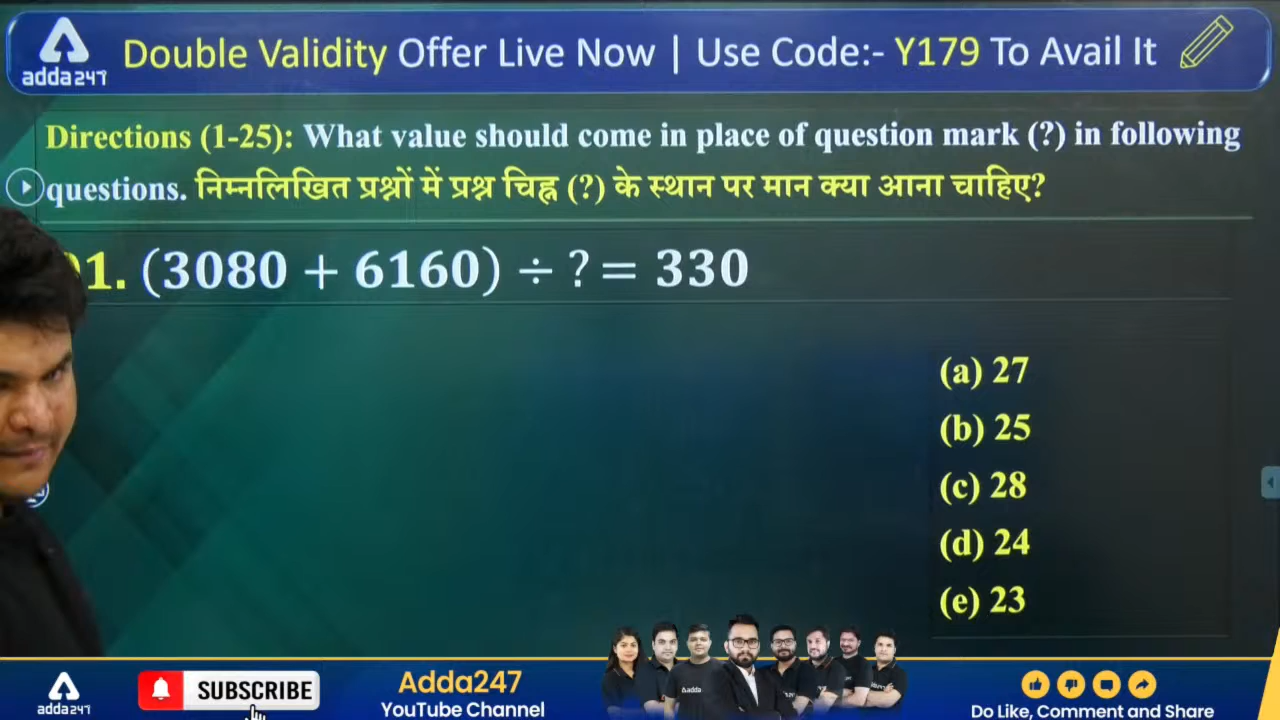 adda247
Double Validity Offer Live Now | Use Code:- Y179 To Avail It
Directions (1-25): What value should come in place of question mark (?) in following
questions. निम्नलिखित प्रश्नों में प्रश्न चिह्न (?) के स्थान पर मान क्या आना चाहिए?
1. (3080 + 6160) ÷ ? = 330
(a) 27
(b) 25
(c) 28
(d) 24
(e) 23
adda247
SUBSCRIBE
Adda247
YouTube Channel
Do Like, Comment and Share